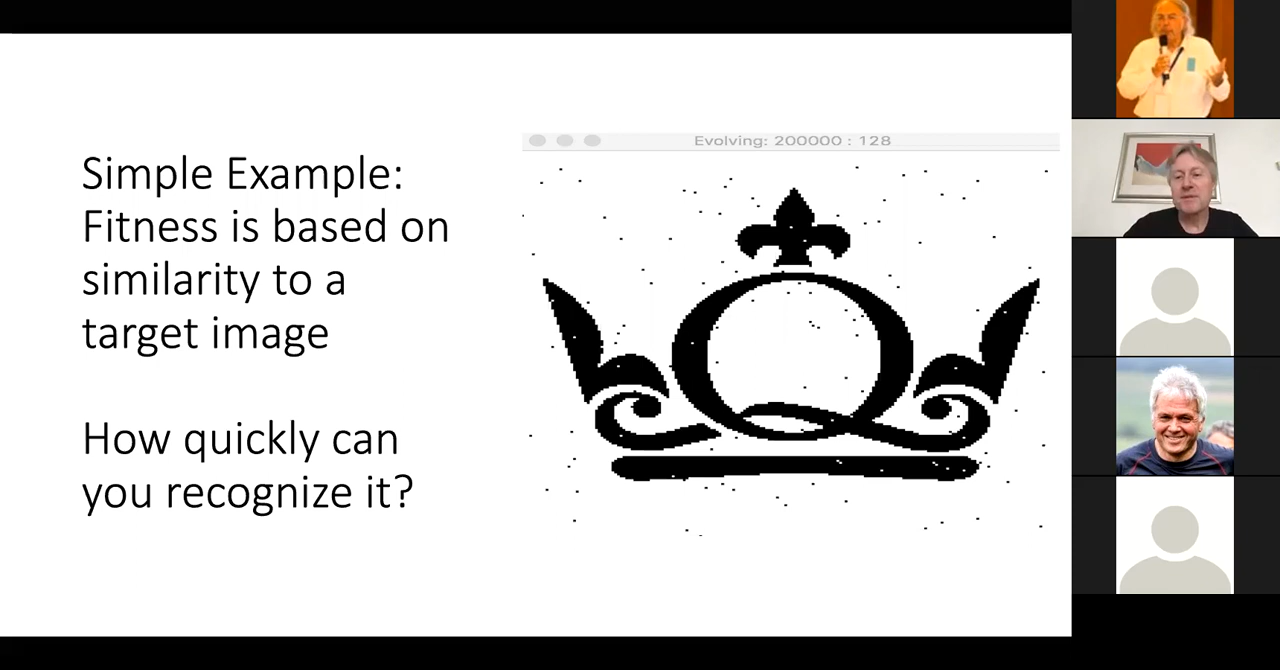 Simple Example:
Fitness is based on
similarity to a
target image
How quickly can
you recognize it?
Evolving: 200000 : 128
Q